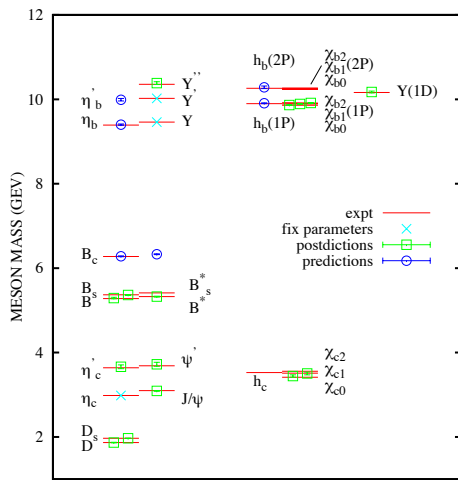 MESON MASS (GEV)
12
10
8
6
4
2
η'b
ηb
Υ''
Υ'
Υ
hb(2P)
hb(1P)
χb2
χb1(2P)
χb0
χb2
χb1(1P)
χb0
Υ(1D)
expt
fix parameters
postdictions
predictions
Bc
Bs
B
B*s
B*
η'c
ηc
ψ'
J/ψ
hc
χc2
χc1
χc0
Ds
D